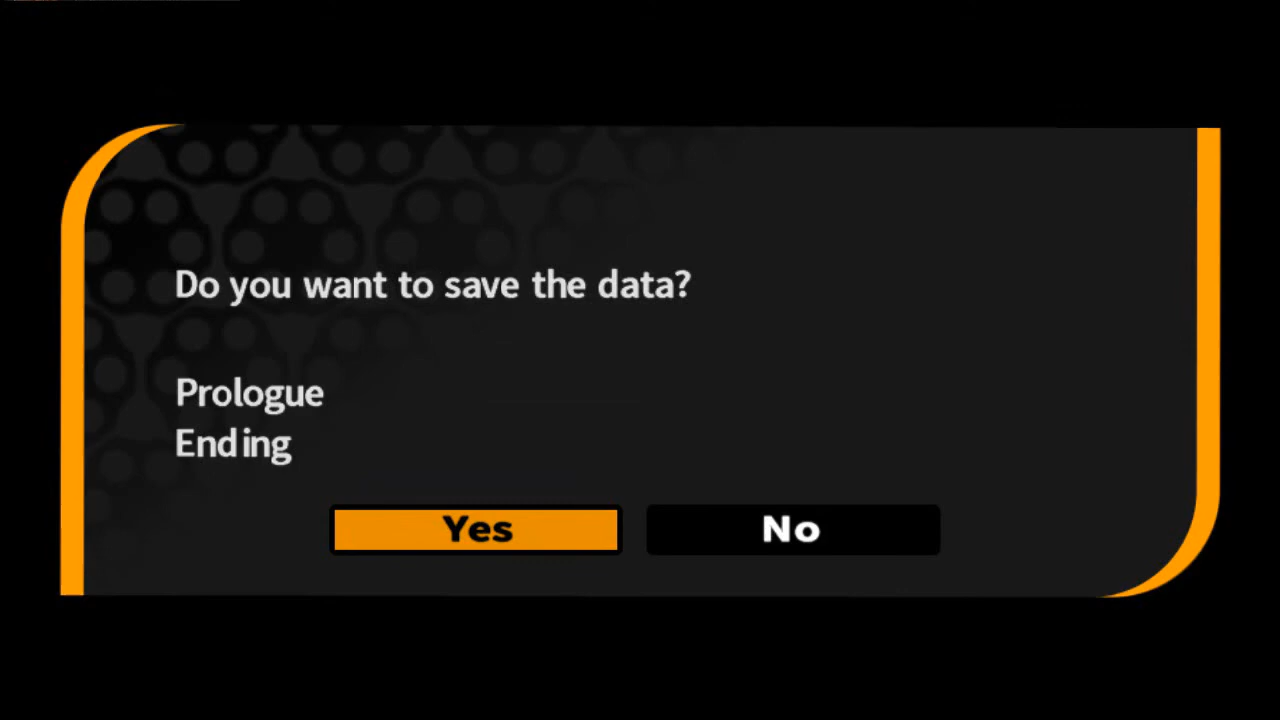 Do you want to save the data?
Prologue
Ending
Yes No